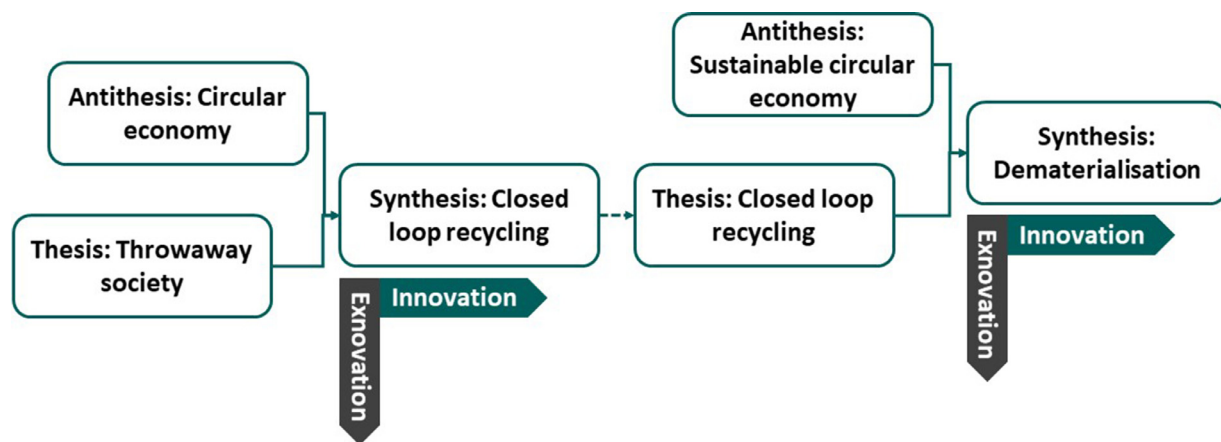 Antithesis: Circular
economy
Thesis: Throwaway
society
Synthesis: Closed
loop recycling
Exnovation
Innovation
Antithesis:
Sustainable circular
economy
Thesis: Closed loop
recycling
Synthesis:
Dematerialisation
Exnovation
Innovation